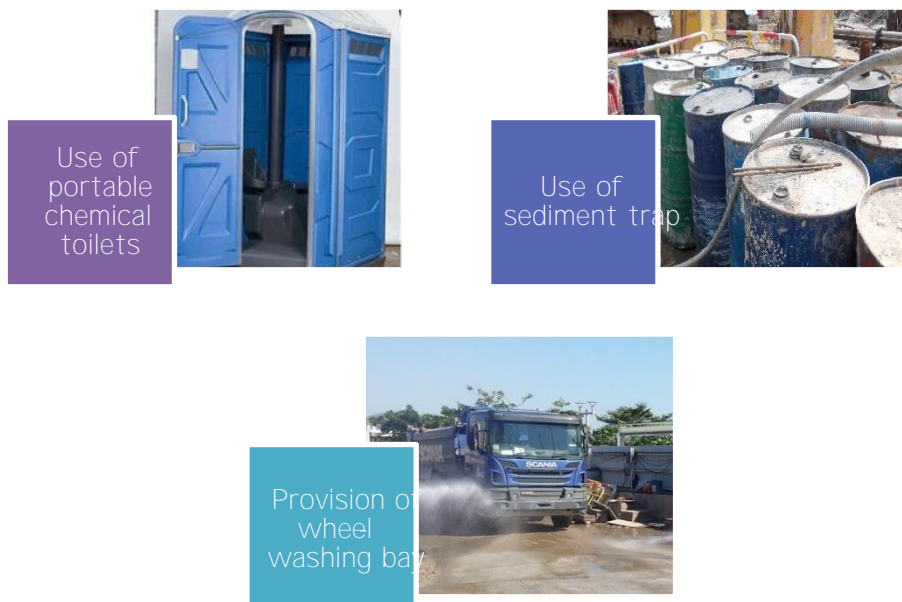 Use of
portable
chemical
toilets
Use of
sediment trap
Provision of
wheel
washing bay
SCANIA